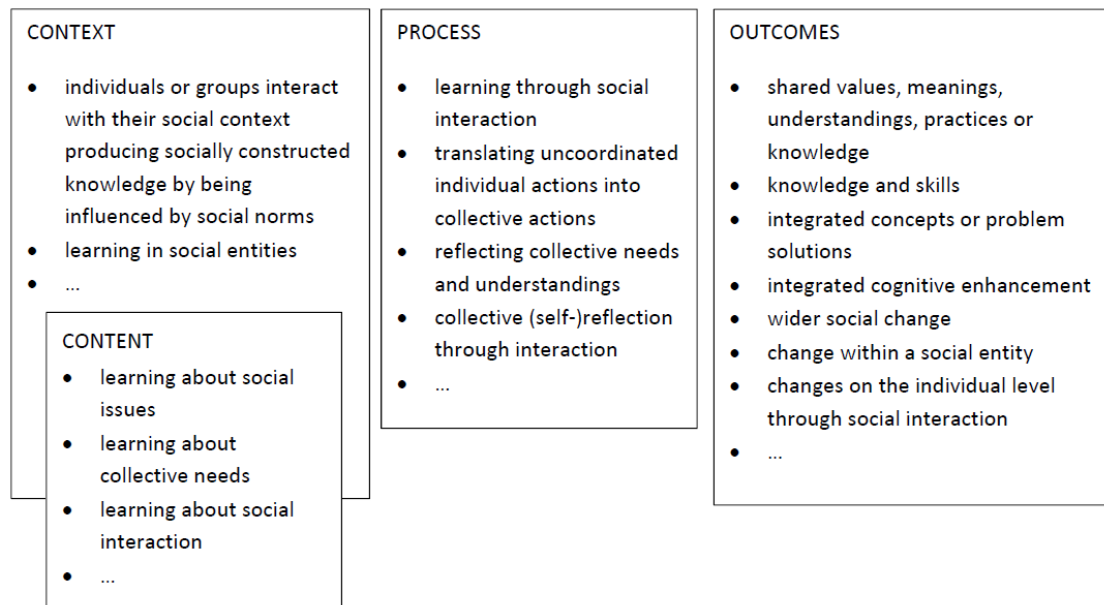 CONTEXT
• individuals or groups interact
with their social context
producing socially constructed
knowledge by being
influenced by social norms
• learning in social entities
• ...
CONTENT
• learning about social
issues
• learning about
collective needs
• learning about social
interaction
• ...
PROCESS
• learning through social
interaction
• translating uncoordinated
individual actions into
collective actions
• reflecting collective needs
and understandings
• collective (self-)reflection
through interaction
• ...
OUTCOMES
• shared values, meanings,
understandings, practices or
knowledge
• knowledge and skills
• integrated concepts or problem
solutions
• integrated cognitive enhancement
• wider social change
• change within a social entity
• changes on the individual level
through social interaction
• ...